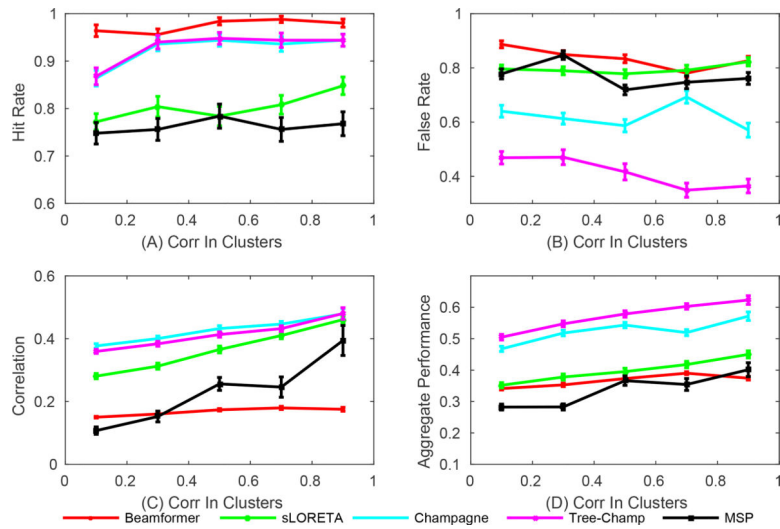 1
0.9
0.8
0.7
0.6
Hit Rate
0 0.2 0.4 0.6 0.8 1
(A) Corr In Clusters
1
0.8
0.6
0.4
False Rate
0 0.2 0.4 0.6 0.8 1
(B) Corr In Clusters
0.6
0.4
0.2
0
Correlation
0 0.2 0.4 0.6 0.8 1
(C) Corr In Clusters
0.6
0.5
0.4
0.3
0.2
0.1
Aggregate Performance
0 0.2 0.4 0.6 0.8 1
(D) Corr In Clusters
Beamformer sLORETA Champagne Tree-Champ MSP